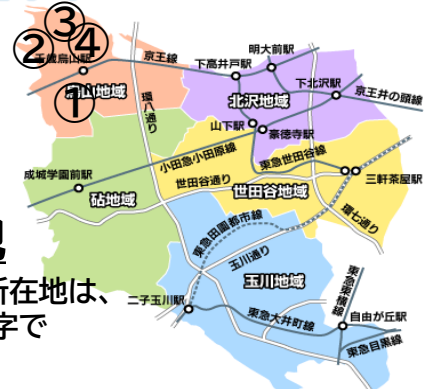 ③
②
④
千歳烏山駅
京王線
明大前駅
下高井戸駅
下北沢駅
①
烏山地域
環八通り
北沢地域
京王井の頭線
山下駅
豪徳寺駅
小田急小田原線
東急世田谷線
成城学園前駅
世田谷通り
三軒茶屋駅
砧地域
世田谷地域
環七通り
東急田園都市線
玉川通り
所在地は、
玉川地域
二子玉川駅
字で
東急東横線
自由が丘駅
東急大井町線
東急目黒線